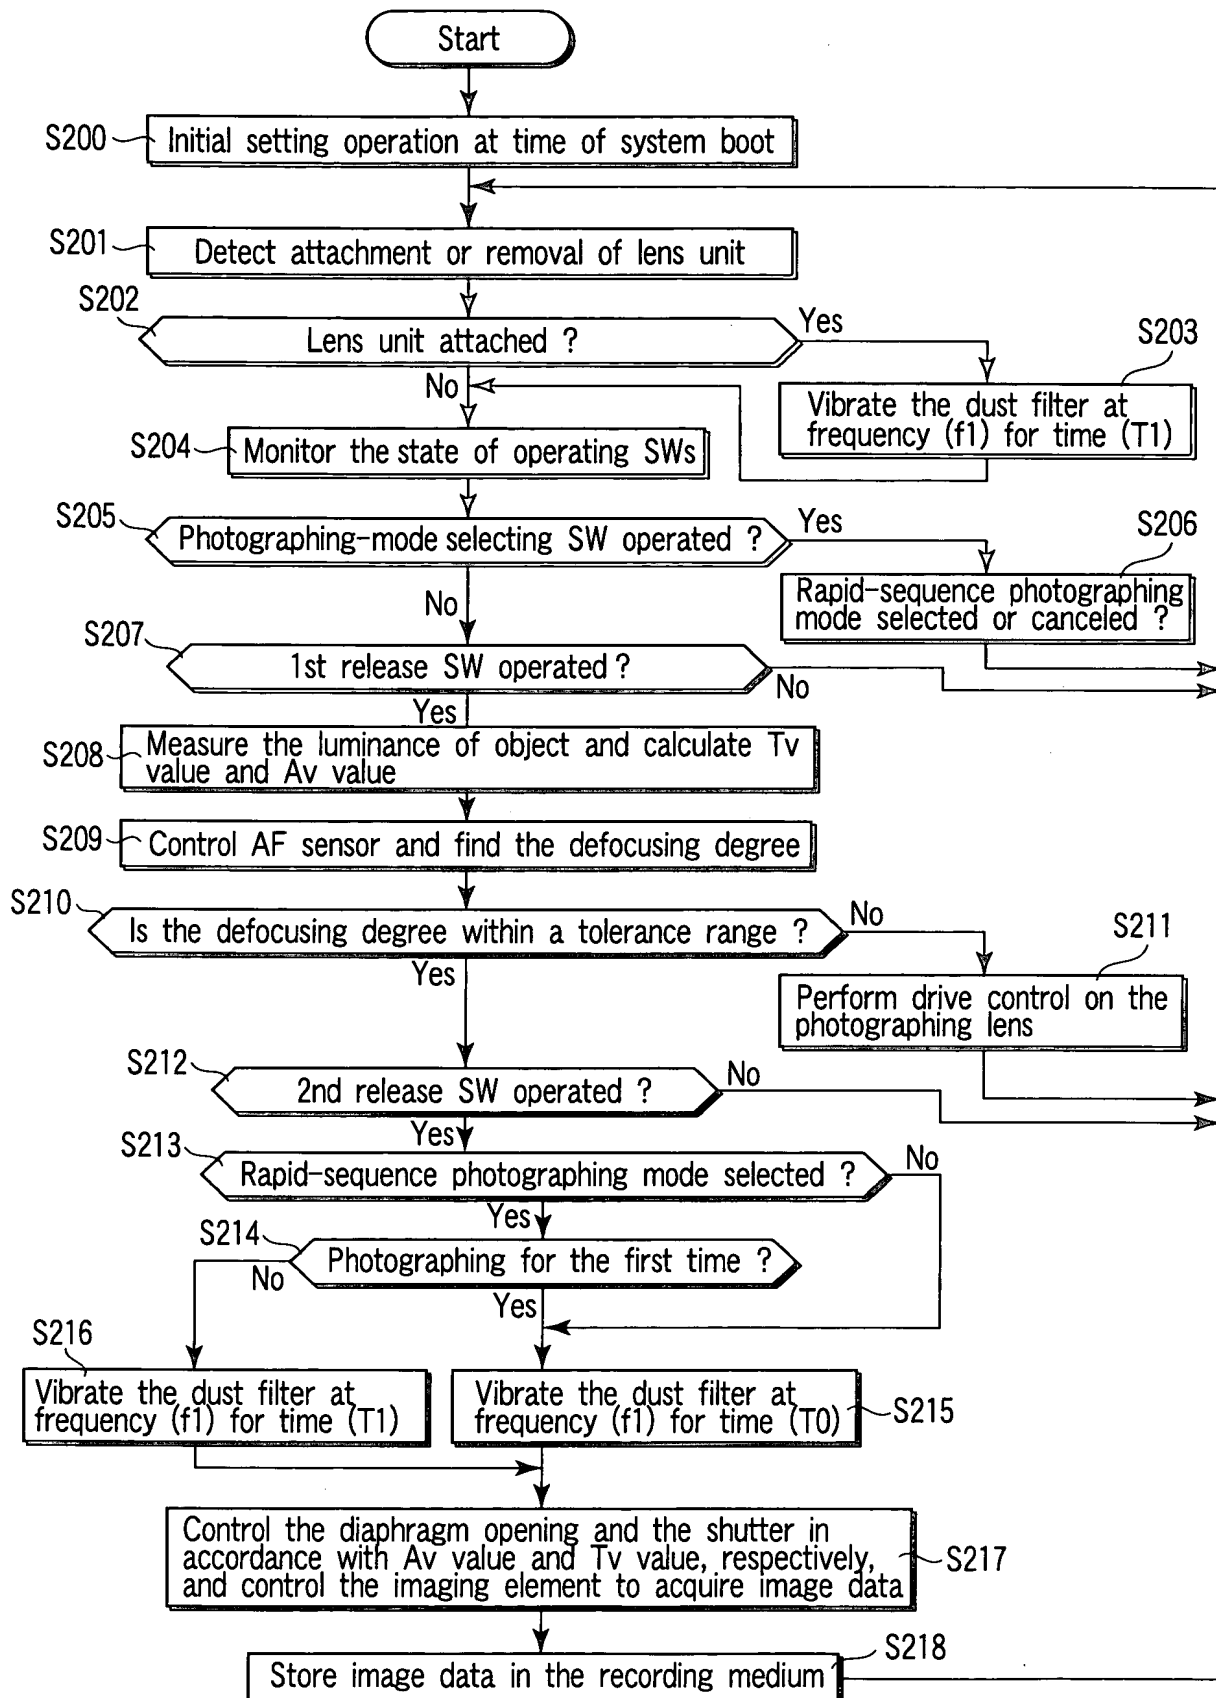 Start
S200
Initial setting operation at time of system boot
S201
Detect attachment or removal of lens unit
S202
Lens unit attached ?
Yes
S203
No
Vibrate the dust filter at
frequency (f1) for time (T1)
S204
Monitor the state of operating SWs
S205
Photographing-mode selecting SW operated ?
Yes
S206
No
Rapid-sequence photographing
mode selected or canceled ?
S207
1st release SW operated ?
No
Yes
S208
Measure the luminance of object and calculate Tv
value and Av value
S209
Control AF sensor and find the defocusing degree
S210
Is the defocusing degree within a tolerance range ?
No
S211
Yes
Perform drive control on the
photographing lens
S212
2nd release SW operated ?
No
Yes
S213
Rapid-sequence photographing mode selected ?
No
Yes
S214
Photographing for the first time ?
No
Yes
S216
Vibrate the dust filter at
frequency (f1) for time (T1)
Vibrate the dust filter at
frequency (f1) for time (T0)
S215
Control the diaphragm opening and the shutter in
accordance with Av value and Tv value, respectively,
and control the imaging element to acquire image data
S217
S218
Store image data in the recording medium